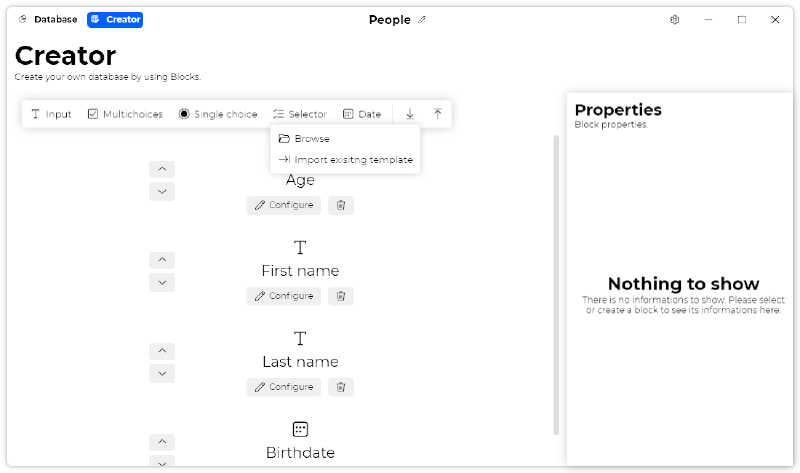 Database
Creator
People
Creator
Create your own database by using Blocks.
Input
Multichoices
Single choice
Selector
Date
Browse
Import exisiting template
Age
Configure
First name
Configure
Last name
Configure
Birthdate
Properties
Block properties.
Nothing to show
There is no informations to show. Please select
or create a block to see its informations here.